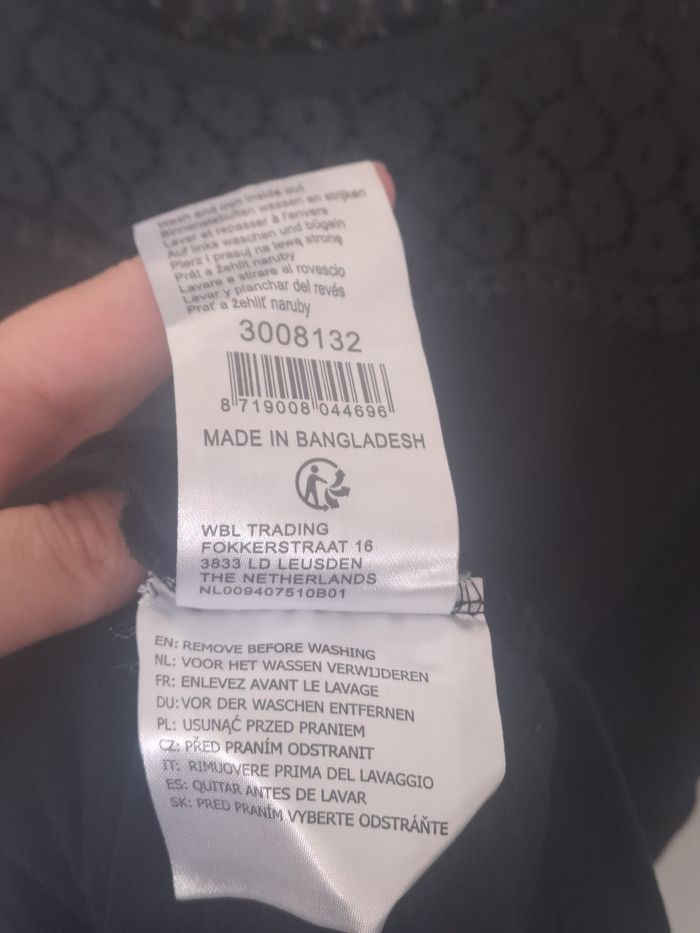 Wash and iron inside out
Binnenstebuiten wassen en strijken
Laver et repasser à l'envers
Auf links waschen und bügeln
Pierz i prasuj na lewą stronę
Prát a žehlit naruby
Lavare e stirare al rovescio
Lavar y planchar del revés
Prať a žehliť naruby
3008132
8 719008 044696
MADE IN BANGLADESH
WBL TRADING
FOKKERSTRAAT 16
3833 LD LEUSDEN
THE NETHERLANDS
NL009407510B01
EN: REMOVE BEFORE WASHING
NL: VOOR HET WASSEN VERWIJDEREN
FR: ENLEVEZ AVANT LE LAVAGE
DU: VOR DER WASCHEN ENTFERNEN
PL: USUNĄĆ PRZED PRANIEM
CZ: PŘED PRANÍM ODSTRANIT
IT: RIMUOVERE PRIMA DEL LAVAGGIO
ES: QUITAR ANTES DE LAVAR
SK: PRED PRANÍM VYBERTE ODSTRÁŇTE